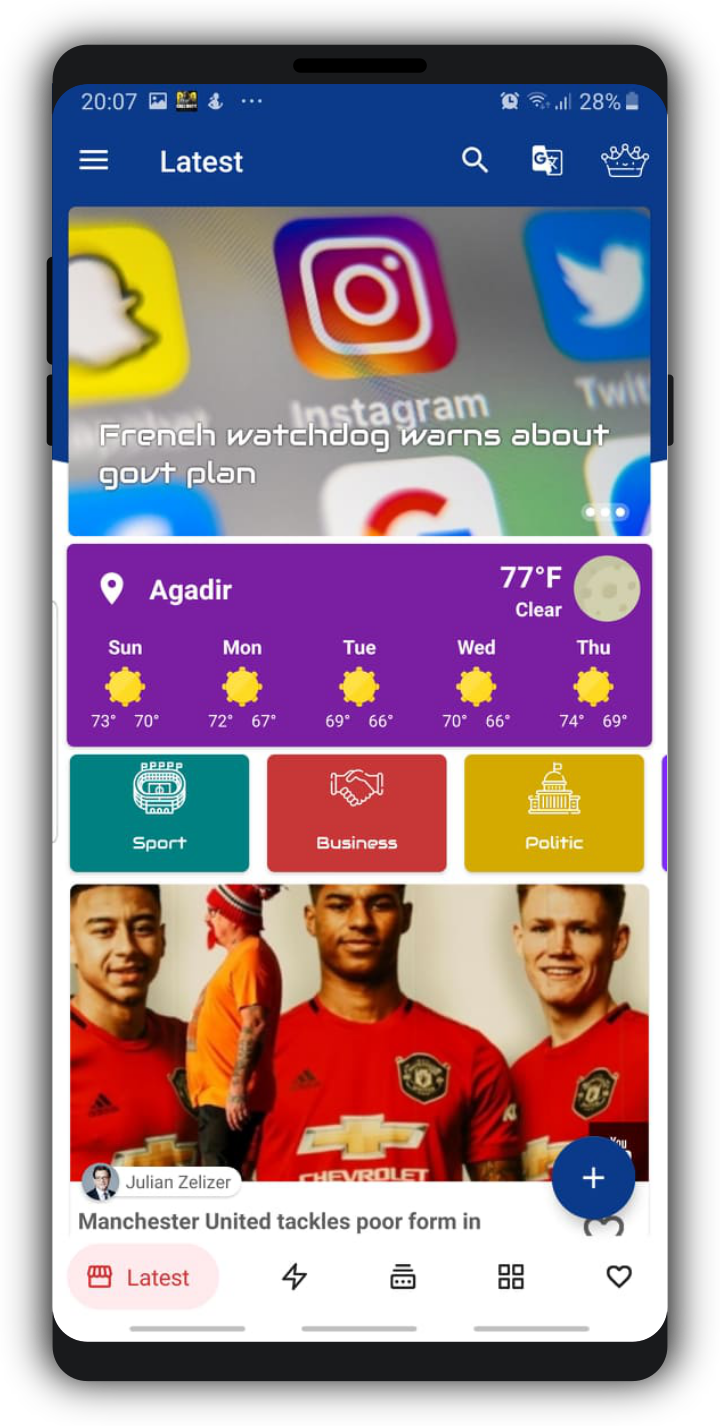 20:07
28%
Latest
Instagram
Twit
French watchdog warns about
govt plan
Agadir
77°F
Clear
Sun Mon Tue Wed Thu
73° 70° 72° 67° 69° 66° 70° 66° 74° 69°
Sport Business Politic
CHEVROLET
You
Julian Zelizer
Manchester United tackles poor form in
Latest